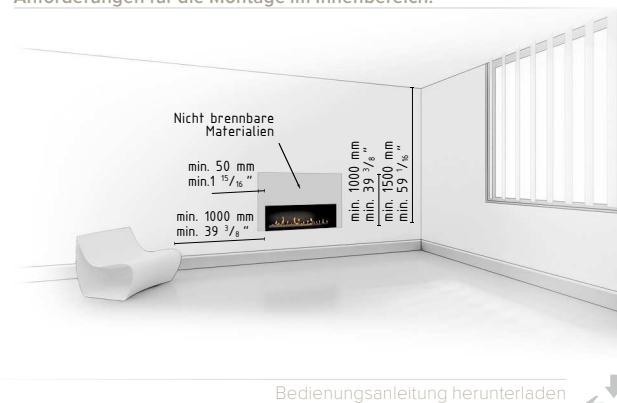 Anforderungen für die Montage im Innenbereich:
Nicht brennbare
Materialien
min. 50 mm
min.1 15/16 "
min. 1000 mm
min. 39 3/8 "
min. 1000 mm
min. 39 3/8 "
min. 1500 mm
min. 59 1/16 "
Bedienungsanleitung herunterladen